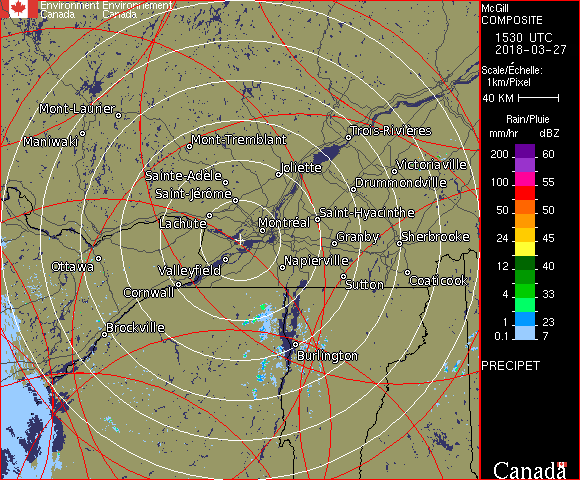 Environment Environnement
Canada Canada
McGill
COMPOSITE
1530 UTC
2018-03-27
Scale/Échelle:
1km/Pixel
40 KM
Rain/Pluie
mm/hr dBZ
200 60
100 55
50 50
24 45
12 40
4 33
1 23
0.1 7
PRECIPET
Canada
Mont-Laurier
Maniwaki
Mont-Tremblant
Trois-Rivières
Sainte-Adèle
Joliette
Victoriaville
Saint-Jérôme
Drummondville
Lachute
Montréal
Saint-Hyacinthe
Granby
Sherbrooke
Ottawa
Valleyfield
Napierville
Cornwall
Sutton
Coaticook
Brockville
Burlington